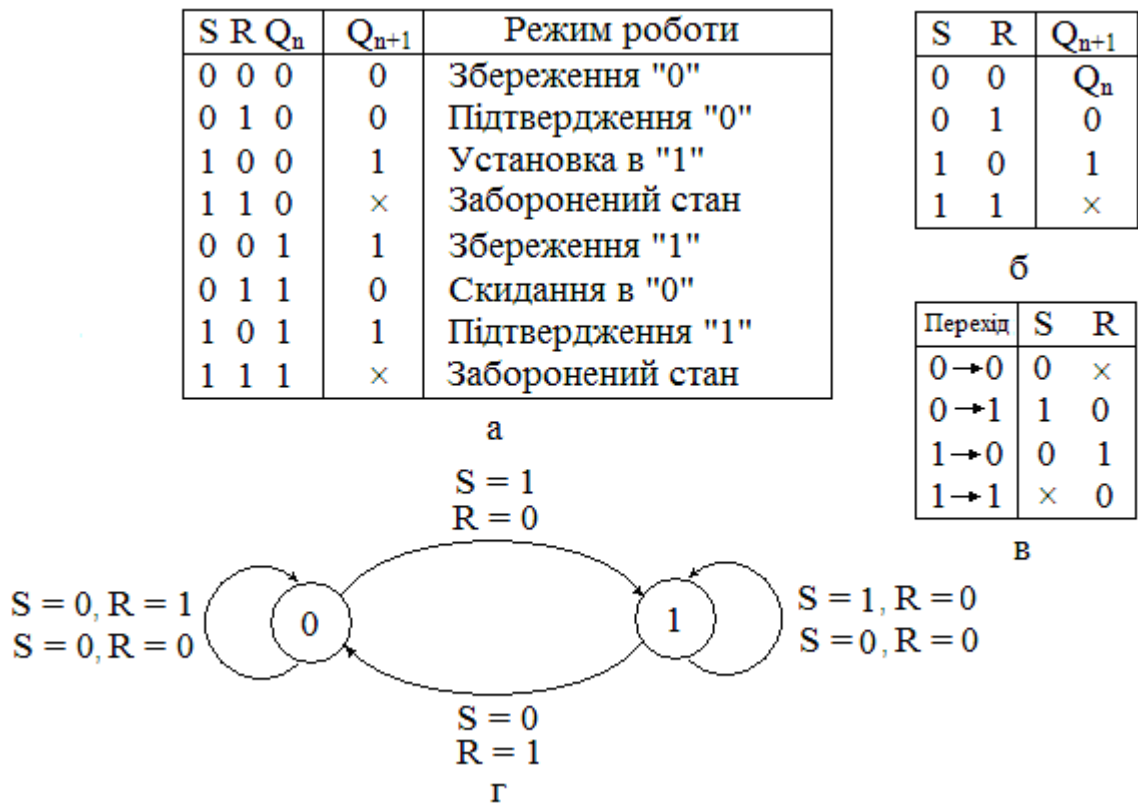 S R Qn Qn+1 Режим роботи
0 0 0 0 Збереження "0"
0 1 0 0 Підтвердження "0"
1 0 0 1 Установка в "1"
1 1 0 × Заборонений стан
0 0 1 1 Збереження "1"
0 1 1 0 Скидання в "0"
1 0 1 1 Підтвердження "1"
1 1 1 × Заборонений стан
а
S R Qn+1
0 0 Qn
0 1 0
1 0 1
1 1 ×
б
Перехід S R
0→0 0 ×
0→1 1 0
1→0 0 1
1→1 × 0
в
S = 1
R = 0
S = 0, R = 1
S = 0, R = 0
0
1
S = 1, R = 0
S = 0, R = 0
S = 0
R = 1
г